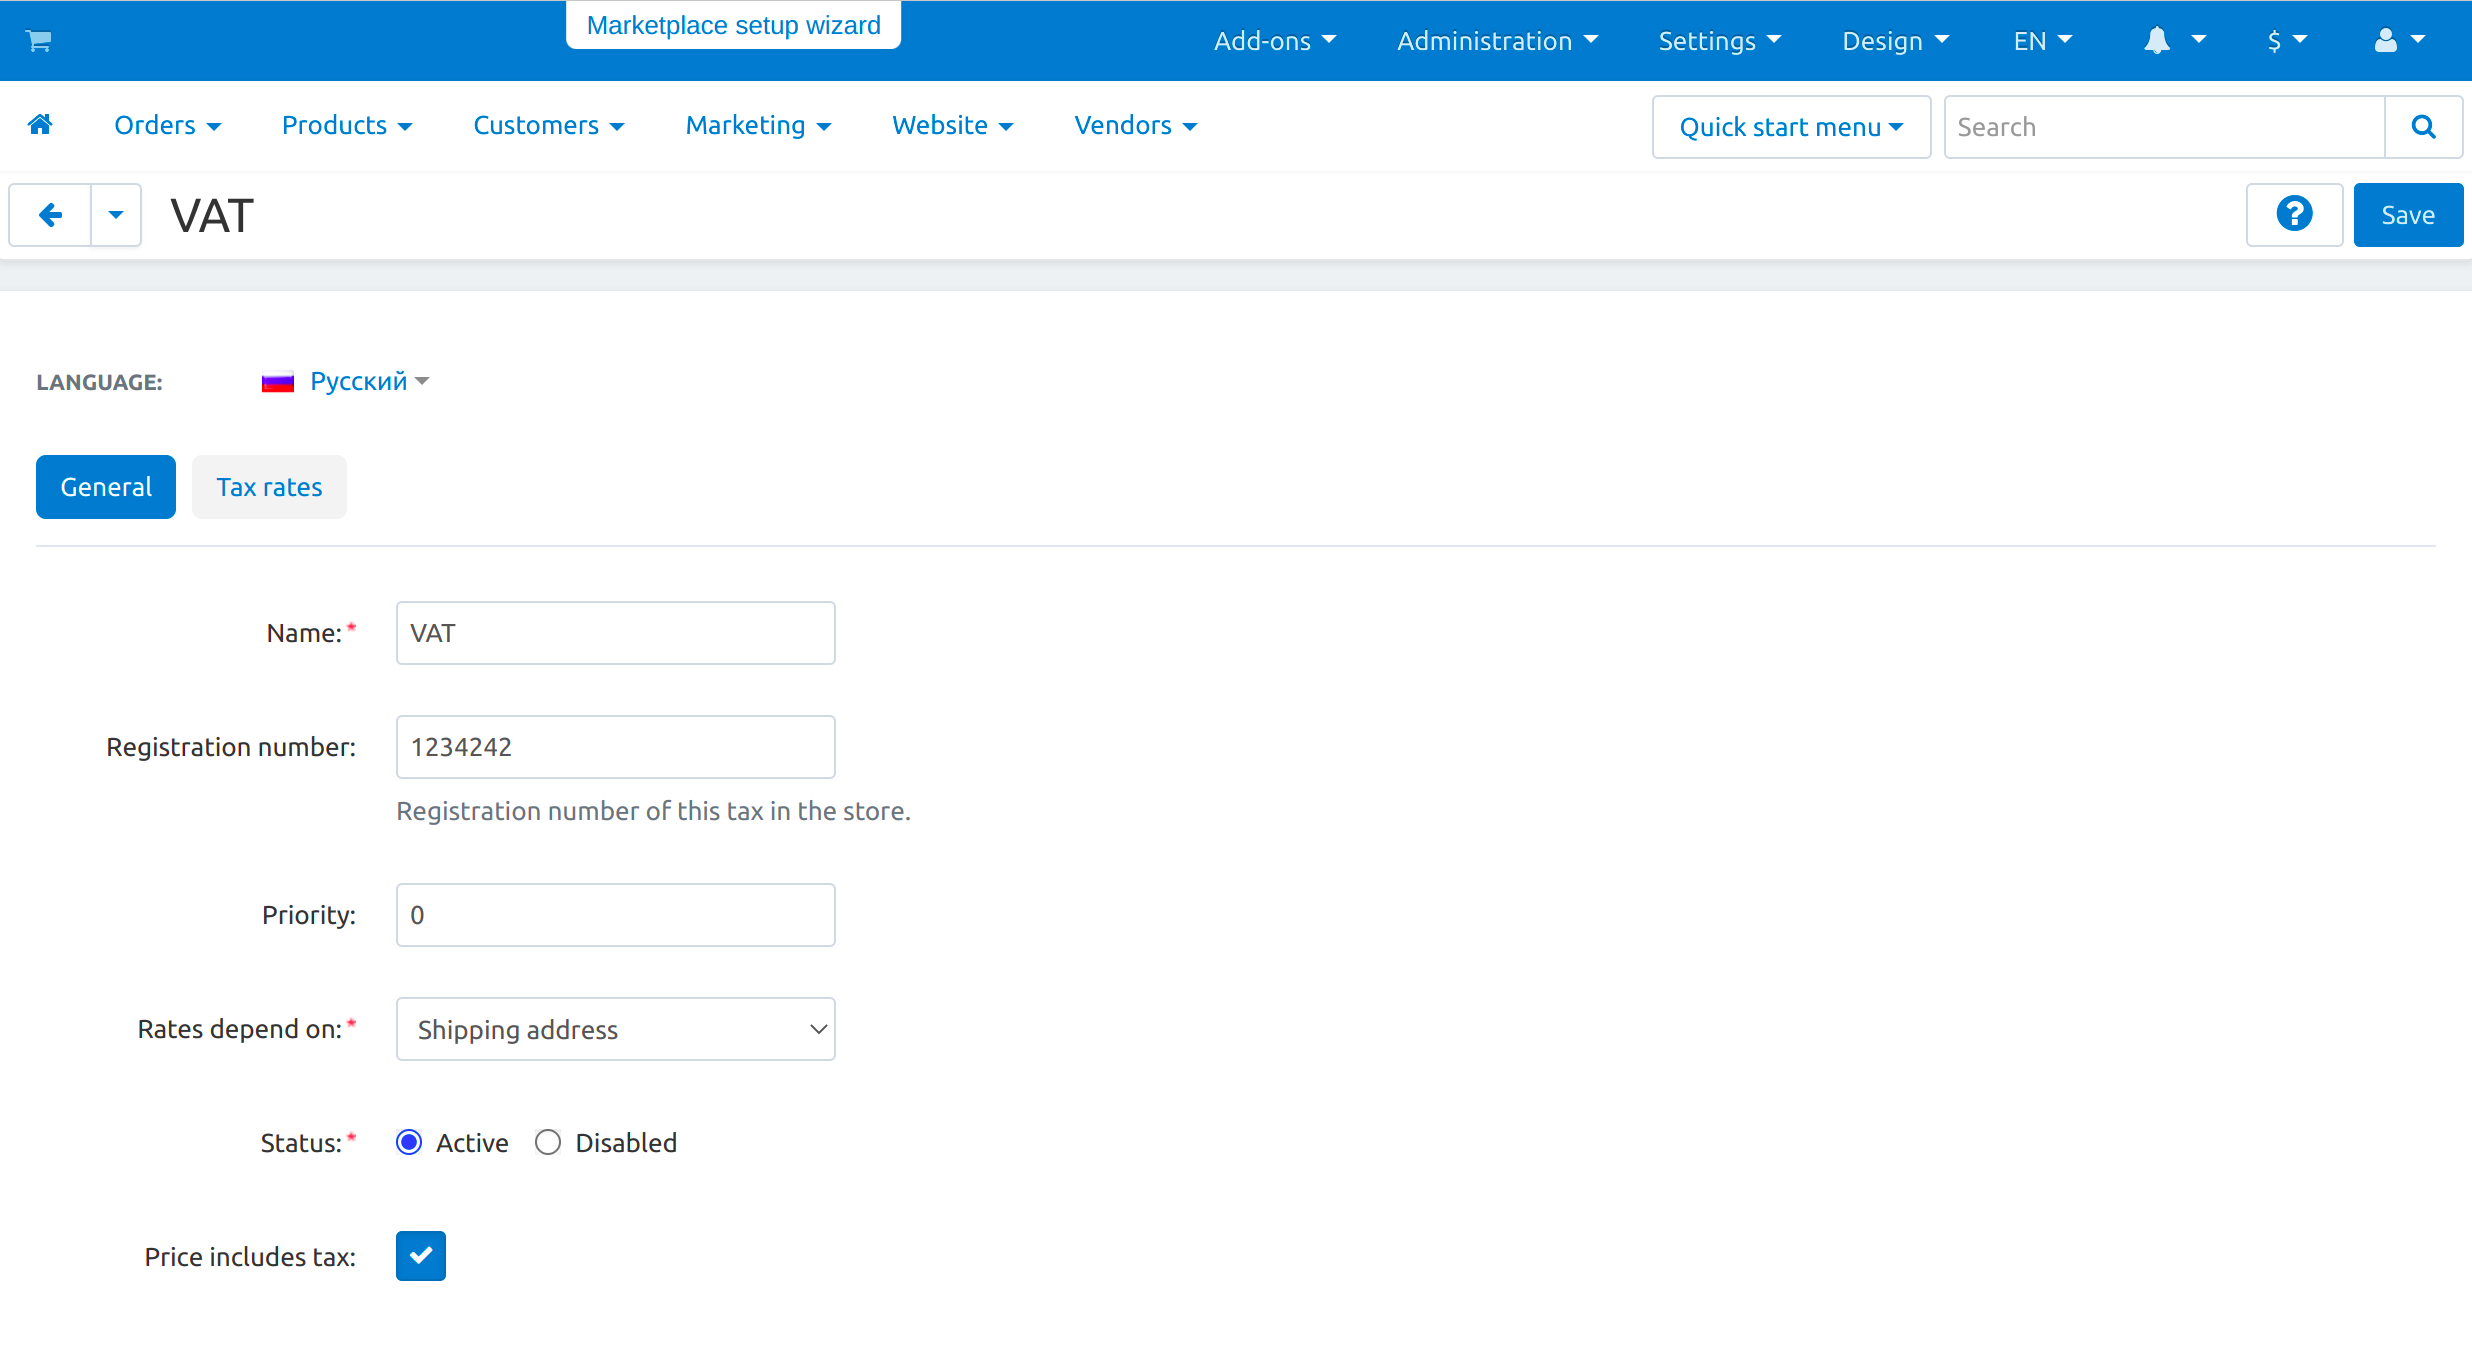 Marketplace setup wizard
Add-ons Administration Settings Design EN $
Orders Products Customers Marketing Website Vendors Quick start menu Search
VAT Save
LANGUAGE: Русский
General Tax rates
Name:* VAT
Registration number: 1234242
Registration number of this tax in the store.
Priority: 0
Rates depend on:* Shipping address
Status:* Active Disabled
Price includes tax: